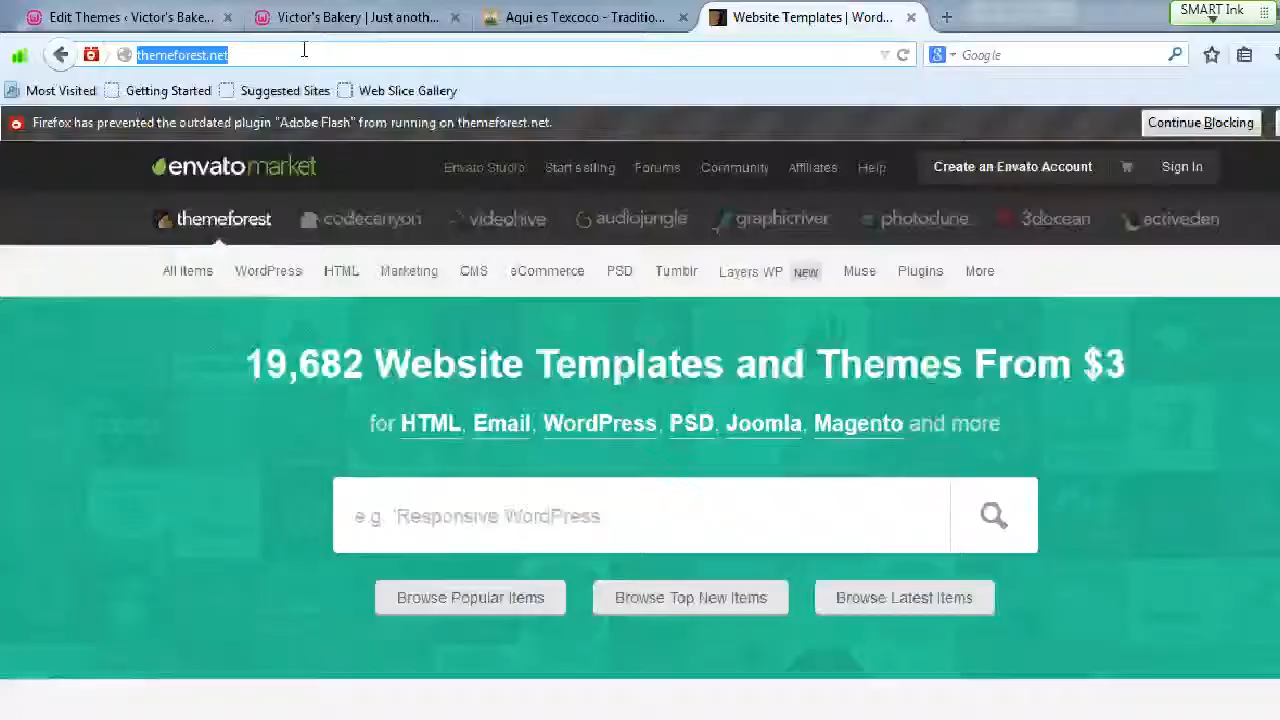 Edit Themes ‹ Victor's Bake...
Victor's Bakery | Just anoth...
Aqui es Texcoco - Traditio...
Website Templates | Word...
SMART Ink
themeforest.net
Google
Most Visited
Getting Started
Suggested Sites
Web Slice Gallery
Firefox has prevented the outdated plugin "Adobe Flash" from running on themeforest.net.
Continue Blocking
envatomarket
Envato Studio
Start selling
Forums
Community
Affiliates
Help
Create an Envato Account
Sign In
themeforest
codecanyon
videohive
audiojungle
graphicriver
photodune
3docean
activeden
All Items
WordPress
HTML
Marketing
CMS
eCommerce
PSD
Tumblr
Layers WP NEW
Muse
Plugins
More
19,682 Website Templates and Themes From $3
for HTML, Email, WordPress, PSD, Joomla, Magento and more
e.g. 'Responsive WordPress
Browse Popular Items
Browse Top New Items
Browse Latest Items